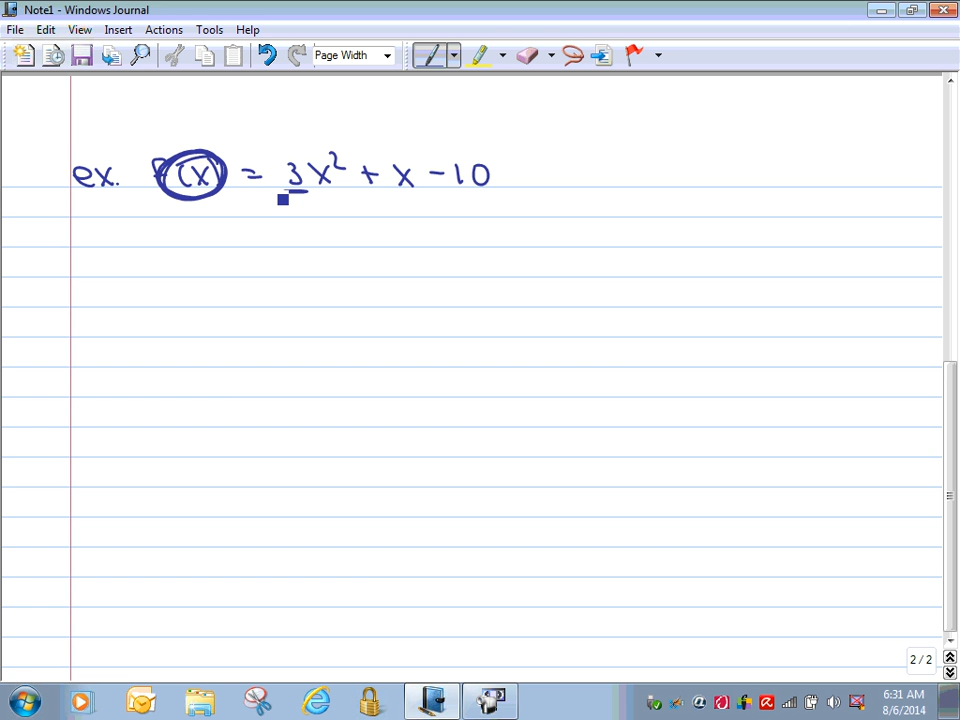 Note1 - Windows Journal
File Edit View Insert Actions Tools Help
Page Width
ex. (x) = 3x² + x - 10
2 / 2
6:31 AM
8/6/2014